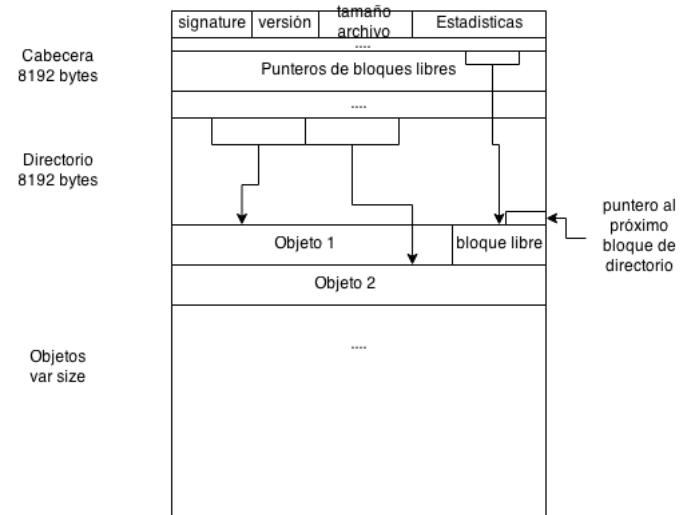 signature versión tamaño archivo Estadisticas
....
Cabecera
8192 bytes
Punteros de bloques libres
....
Directorio
8192 bytes
puntero al
próximo
bloque de
directorio
Objeto 1 bloque libre
Objeto 2
Objetos
var size
....